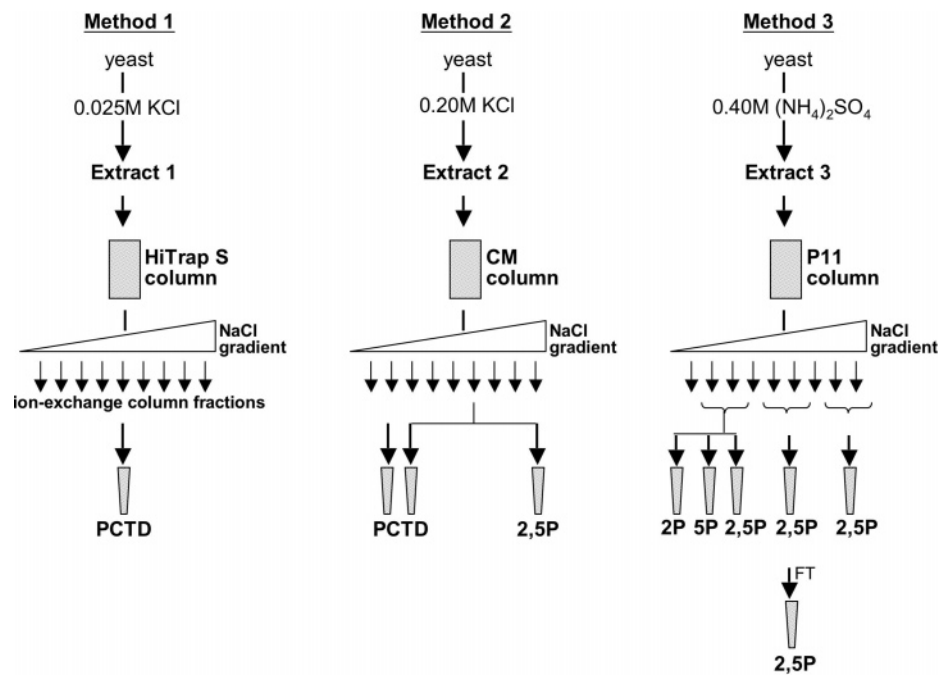 Method 1
yeast
0.025M KCl
Extract 1
HiTrap S
column
NaCl
gradient
ion-exchange column fractions
PCTD
Method 2
yeast
0.20M KCl
Extract 2
CM
column
NaCl
gradient
PCTD
2,5P
Method 3
yeast
0.40M (NH₄)₂SO₄
Extract 3
P11
column
NaCl
gradient
2P 5P 2,5P 2,5P 2,5P
FT
2,5P